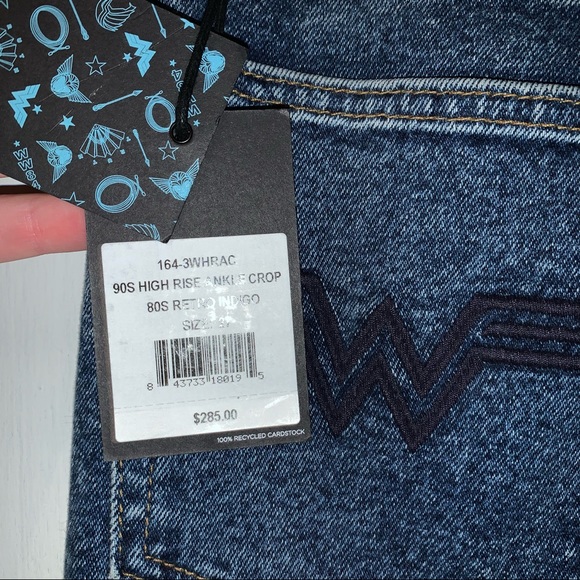 WW84
164-3WHRAC
90S HIGH RISE ANKLE CROP
80S RETRO INDIGO
SIZE:
8 43733 18019 5
$285.00
100% RECYCLED CARDSTOCK